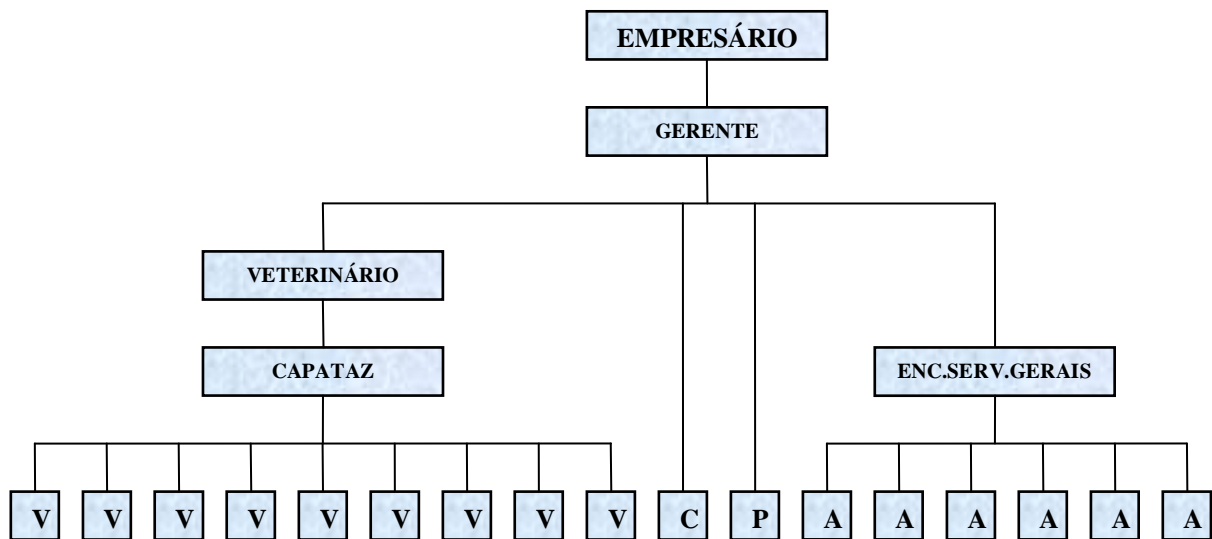 EMPRESÁRIO
GERENTE
VETERINÁRIO
CAPATAZ
ENC.SERV.GERAIS
V V V V V V V V V C P A A A A A A